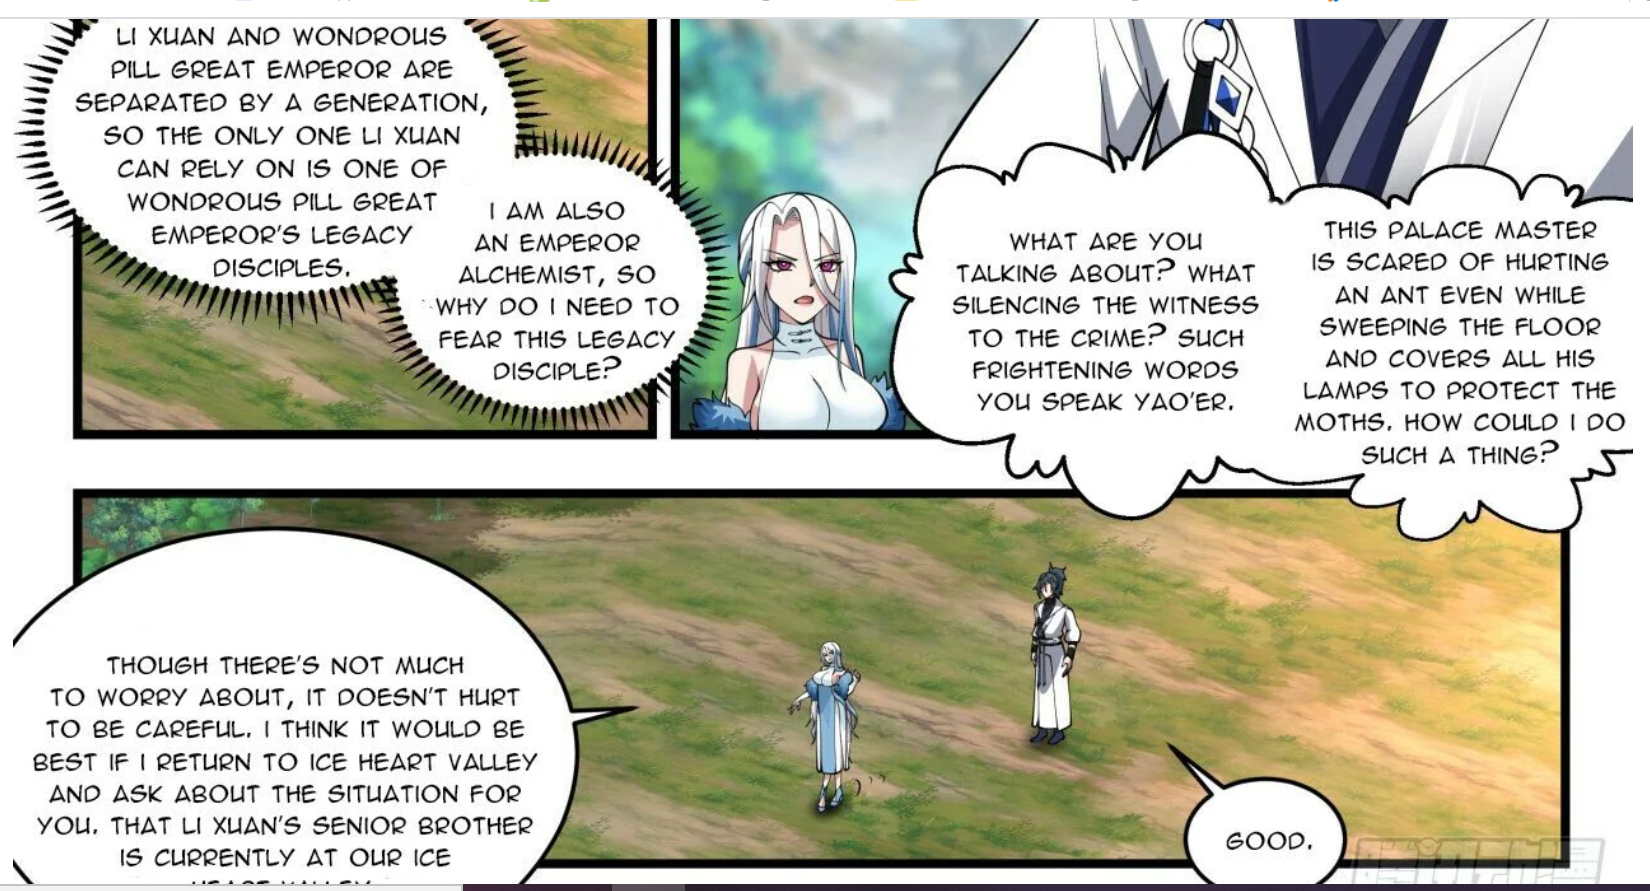 LI XUAN AND WONDROUS
PILL GREAT EMPEROR ARE
SEPARATED BY A GENERATION,
SO THE ONLY ONE LI XUAN
CAN RELY ON IS ONE OF
WONDROUS PILL GREAT
EMPEROR'S LEGACY
DISCIPLES.
I AM ALSO
AN EMPEROR
ALCHEMIST, SO
WHY DO I NEED TO
FEAR THIS LEGACY
DISCIPLE?
WHAT ARE YOU
TALKING ABOUT? WHAT
SILENCING THE WITNESS
TO THE CRIME? SUCH
FRIGHTENING WORDS
YOU SPEAK YAO'ER.
THIS PALACE MASTER
IS SCARED OF HURTING
AN ANT EVEN WHILE
SWEEPING THE FLOOR
AND COVERS ALL HIS
LAMPS TO PROTECT THE
MOTHS. HOW COULD I DO
SUCH A THING?
THOUGH THERE'S NOT MUCH
TO WORRY ABOUT, IT DOESN'T HURT
TO BE CAREFUL. I THINK IT WOULD BE
BEST IF I RETURN TO ICE HEART VALLEY
AND ASK ABOUT THE SITUATION FOR
YOU. THAT LI XUAN'S SENIOR BROTHER
IS CURRENTLY AT OUR ICE
HEART VALLEY
GOOD.